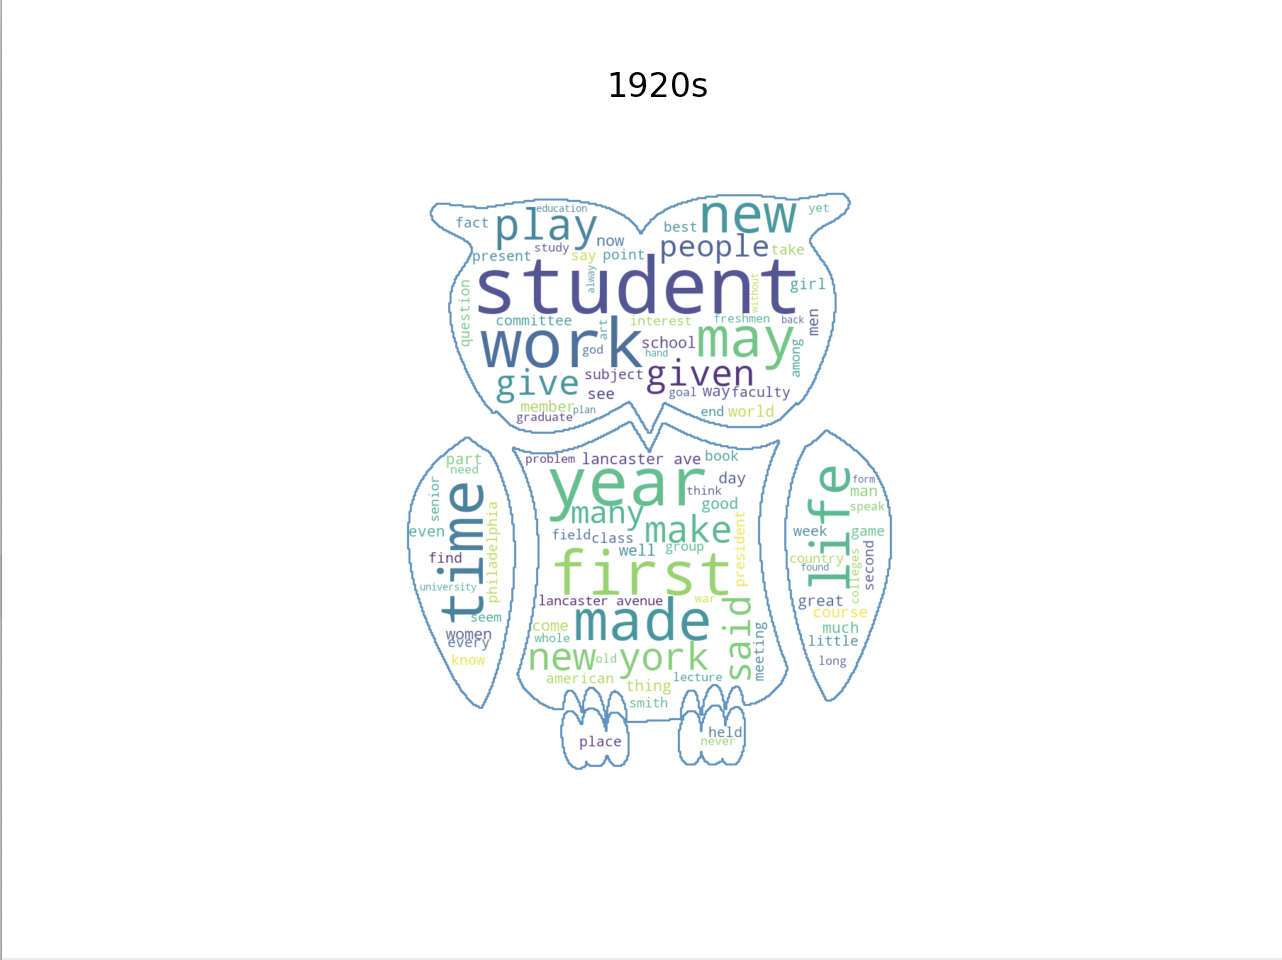 1920s
education
fact
play
new
yet
best
study
now
people
take
present
say
point
student
always
without
girl
question
committee
art
interest
freshmen
back
men
work
god
school
hand
may
among
give
subject
see
given
goal
way
faculty
member
plan
graduate
end
world
part
need
senior
time
even
philadelphia
find
university
seem
women
every
know
problem
lancaster ave
book
year
day
think
many
good
make
president
field
class
well
group
first
lancaster avenue
war
come
made
said
whole
meeting
new york
old
american
thing
lecture
smith
life
form
man
speak
week
game
country
found
colleges
second
great
course
much
little
long
place
held
never